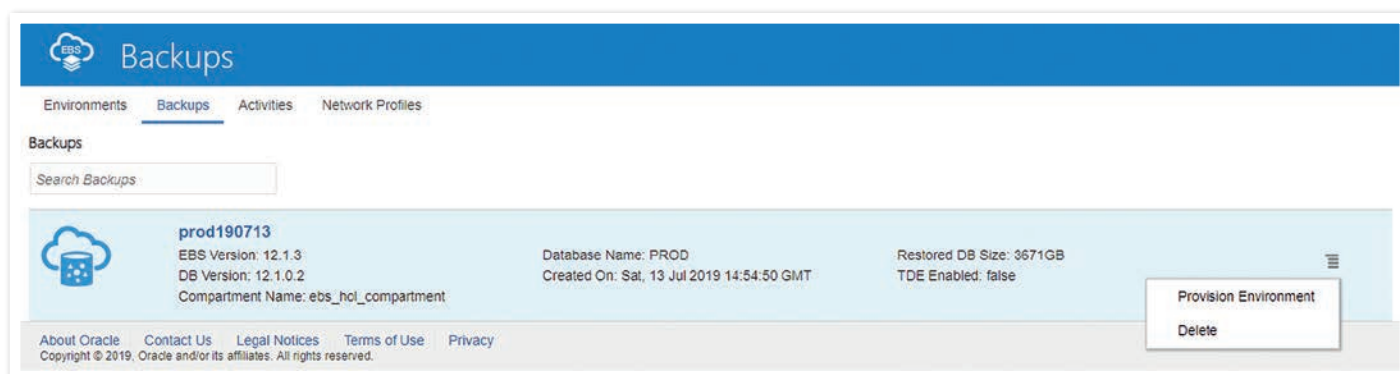 EBS
Backups
Environments Backups Activities Network Profiles
Backups
Search Backups
prod190713
EBS Version: 12.1.3 Database Name: PROD Restored DB Size: 3671GB
DB Version: 12.1.0.2 Created On: Sat, 13 Jul 2019 14:54:50 GMT TDE Enabled: false
Compartment Name: ebs_hcl_compartment
Provision Environment
Delete
About Oracle Contact Us Legal Notices Terms of Use Privacy
Copyright © 2019, Oracle and/or its affiliates. All rights reserved.